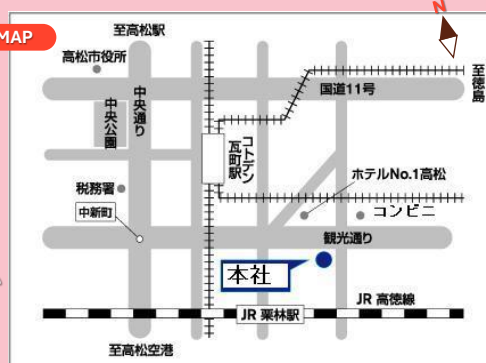 MAP
N
至高松駅
高松市役所
国道11号
至徳島
中央通り
中央公園
コトデン
瓦町駅
ホテルNo.1高松
税務署
コンビニ
中新町
観光通り
本社
JR 高徳線
JR 栗林駅
至高松空港